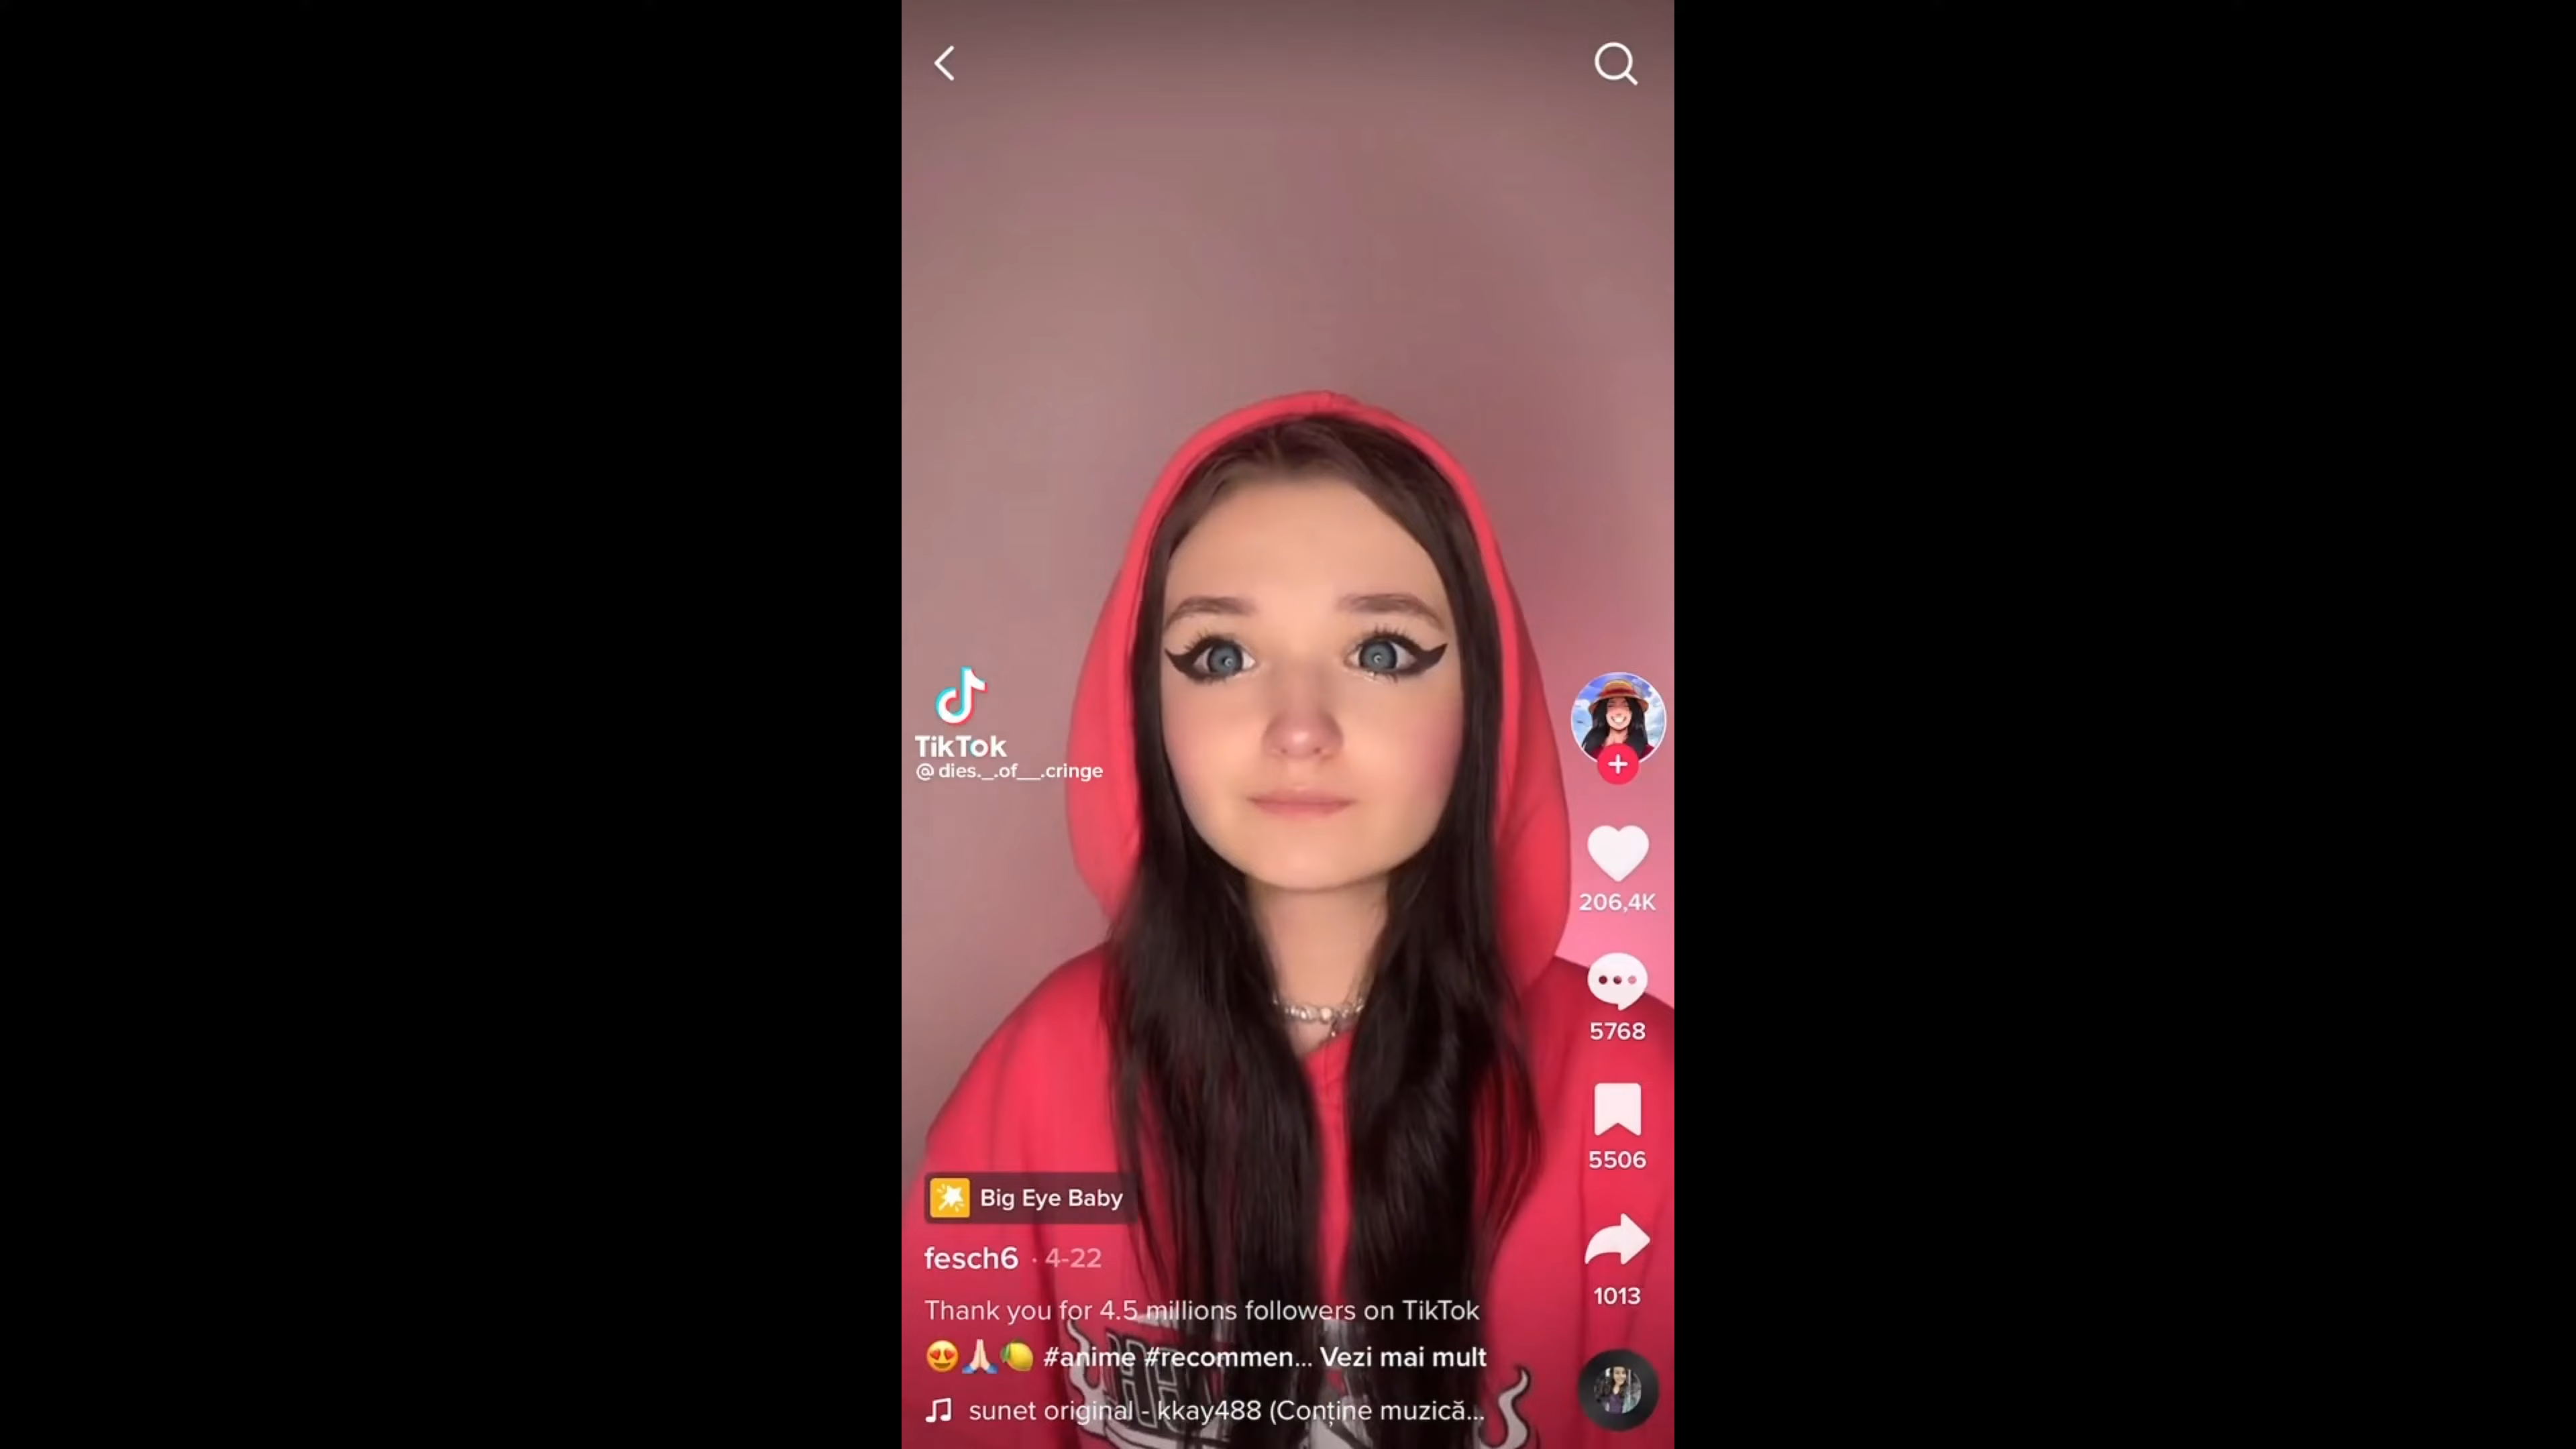 TikTok
@dies._.of__.cringe
206,4K
5768
5506
1013
Big Eye Baby
fesch6 · 4-22
Thank you for 4.5 millions followers on TikTok
😍🙏🏻🍋 #anime #recommen... Vezi mai mult
sunet original - kkay488 (Conține muzică...